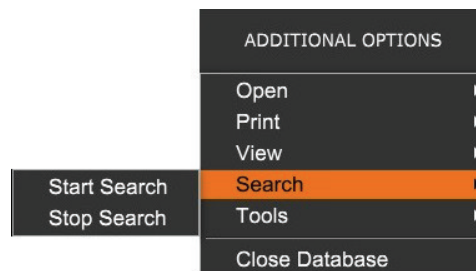 ADDITIONAL OPTIONS
Open
Print
View
Search
Start Search
Stop Search
Tools
Close Database